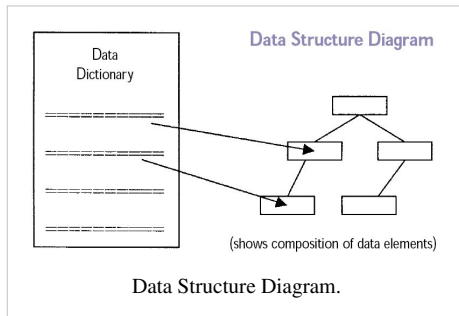 Data Structure Diagram
Data
Dictionary
(shows composition of data elements)
Data Structure Diagram.